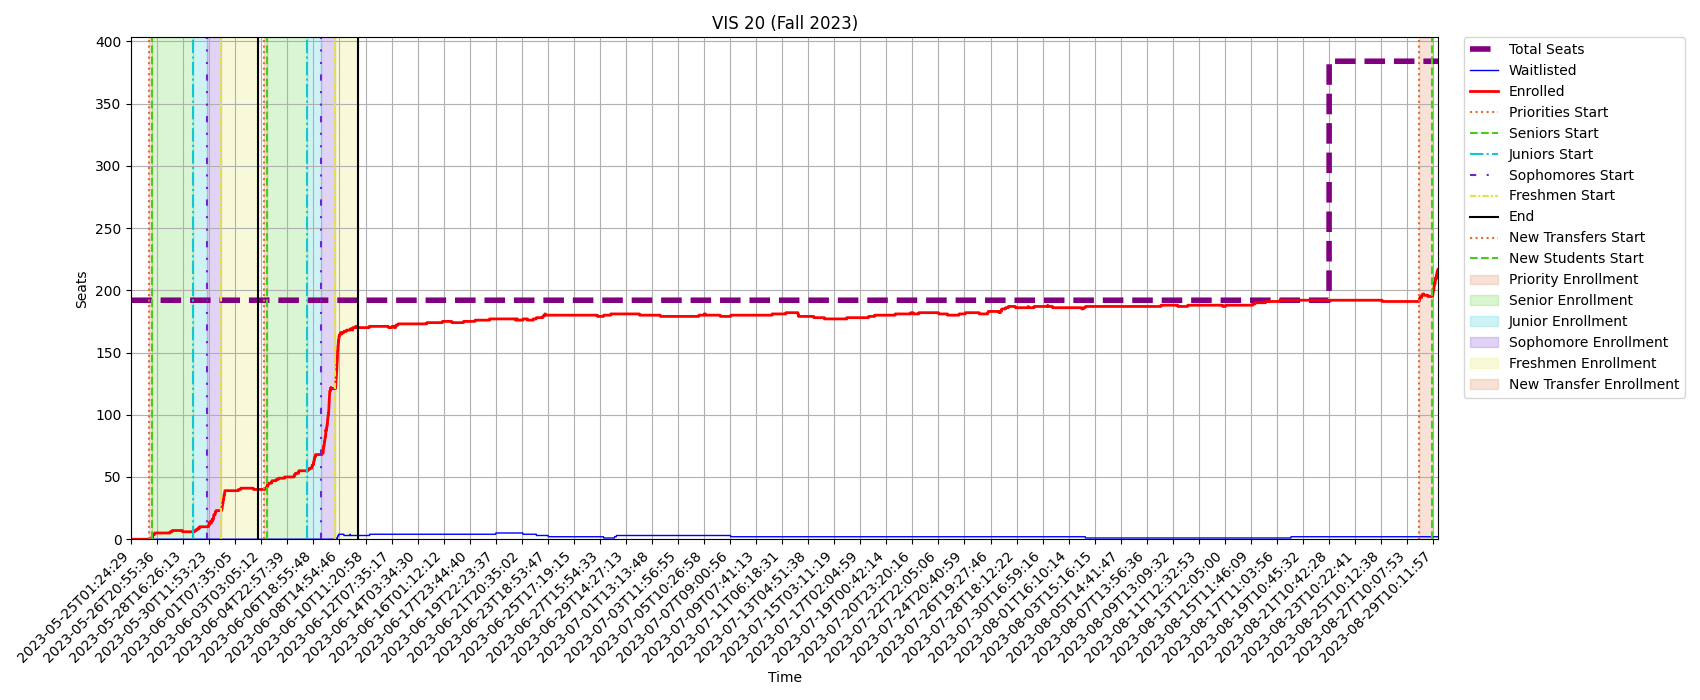 VIS 20 (Fall 2023)
400
350
300
250
200
150
100
50
0
Seats
2023-05-25T01:24:29
2023-05-26T20:55:36
2023-05-28T16:26:13
2023-05-30T11:53:23
2023-06-01T07:35:05
2023-06-03T03:05:12
2023-06-04T22:57:39
2023-06-06T18:55:48
2023-06-08T14:54:46
2023-06-10T11:20:58
2023-06-12T07:35:17
2023-06-14T03:34:30
2023-06-16T01:12:12
2023-06-17T23:44:40
2023-06-19T22:23:37
2023-06-21T20:35:02
2023-06-23T18:53:47
2023-06-25T17:19:15
2023-06-27T15:54:33
2023-06-29T14:27:13
2023-07-01T13:13:48
2023-07-03T11:56:55
2023-07-05T10:26:58
2023-07-07T09:00:56
2023-07-09T07:41:13
2023-07-11T06:18:31
2023-07-13T04:51:38
2023-07-15T03:11:19
2023-07-17T02:04:59
2023-07-19T00:42:14
2023-07-20T23:20:16
2023-07-22T22:05:06
2023-07-24T20:40:59
2023-07-26T19:27:46
2023-07-28T18:12:22
2023-07-30T16:59:16
2023-08-01T16:10:14
2023-08-03T15:16:15
2023-08-05T14:41:47
2023-08-07T13:56:36
2023-08-09T13:09:32
2023-08-11T12:32:53
2023-08-13T12:05:00
2023-08-15T11:46:09
2023-08-17T11:03:56
2023-08-19T10:45:32
2023-08-21T10:42:28
2023-08-23T10:22:41
2023-08-25T10:12:38
2023-08-27T10:07:53
2023-08-29T10:11:57
Time
Total Seats
Waitlisted
Enrolled
Priorities Start
Seniors Start
Juniors Start
Sophomores Start
Freshmen Start
End
New Transfers Start
New Students Start
Priority Enrollment
Senior Enrollment
Junior Enrollment
Sophomore Enrollment
Freshmen Enrollment
New Transfer Enrollment